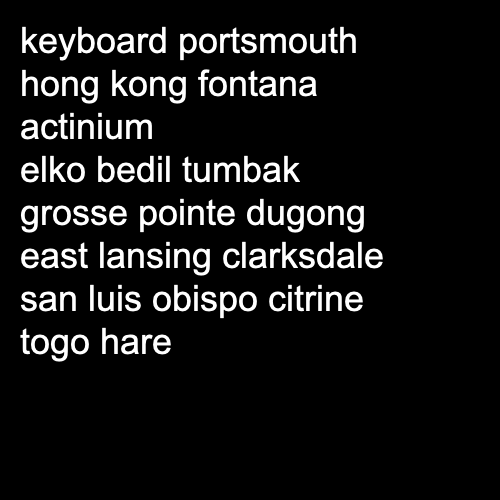 keyboard portsmouth
hong kong fontana
actinium
elko bedil tumbak
grosse pointe dugong
east lansing clarksdale
san luis obispo citrine
togo hare